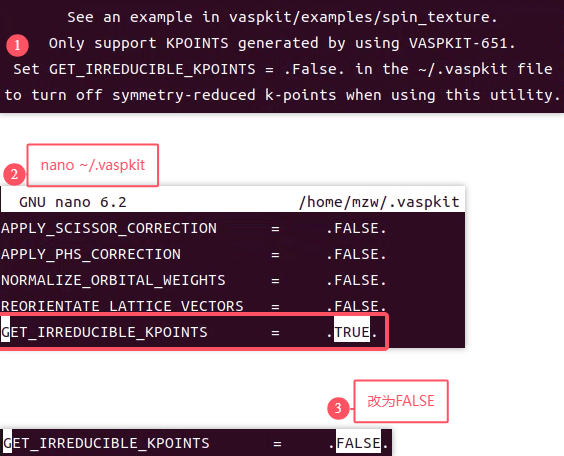 See an example in vaspkit/examples/spin_texture.
1 Only support KPOINTS generated by using VASPKIT-651.
Set GET_IRREDUCIBLE_KPOINTS = .False. in the ~/.vaspkit file
to turn off symmetry-reduced k-points when using this utility.
2 nano ~/.vaspkit
GNU nano 6.2 /home/mzw/.vaspkit
APPLY_SCISSOR_CORRECTION = .FALSE.
APPLY_PHS_CORRECTION = .FALSE.
NORMALIZE_ORBITAL_WEIGHTS = .FALSE.
REORIENTATE_LATTICE_VECTORS = .FALSE.
GET_IRREDUCIBLE_KPOINTS = .TRUE.
3 改为FALSE
GET_IRREDUCIBLE_KPOINTS = .FALSE.